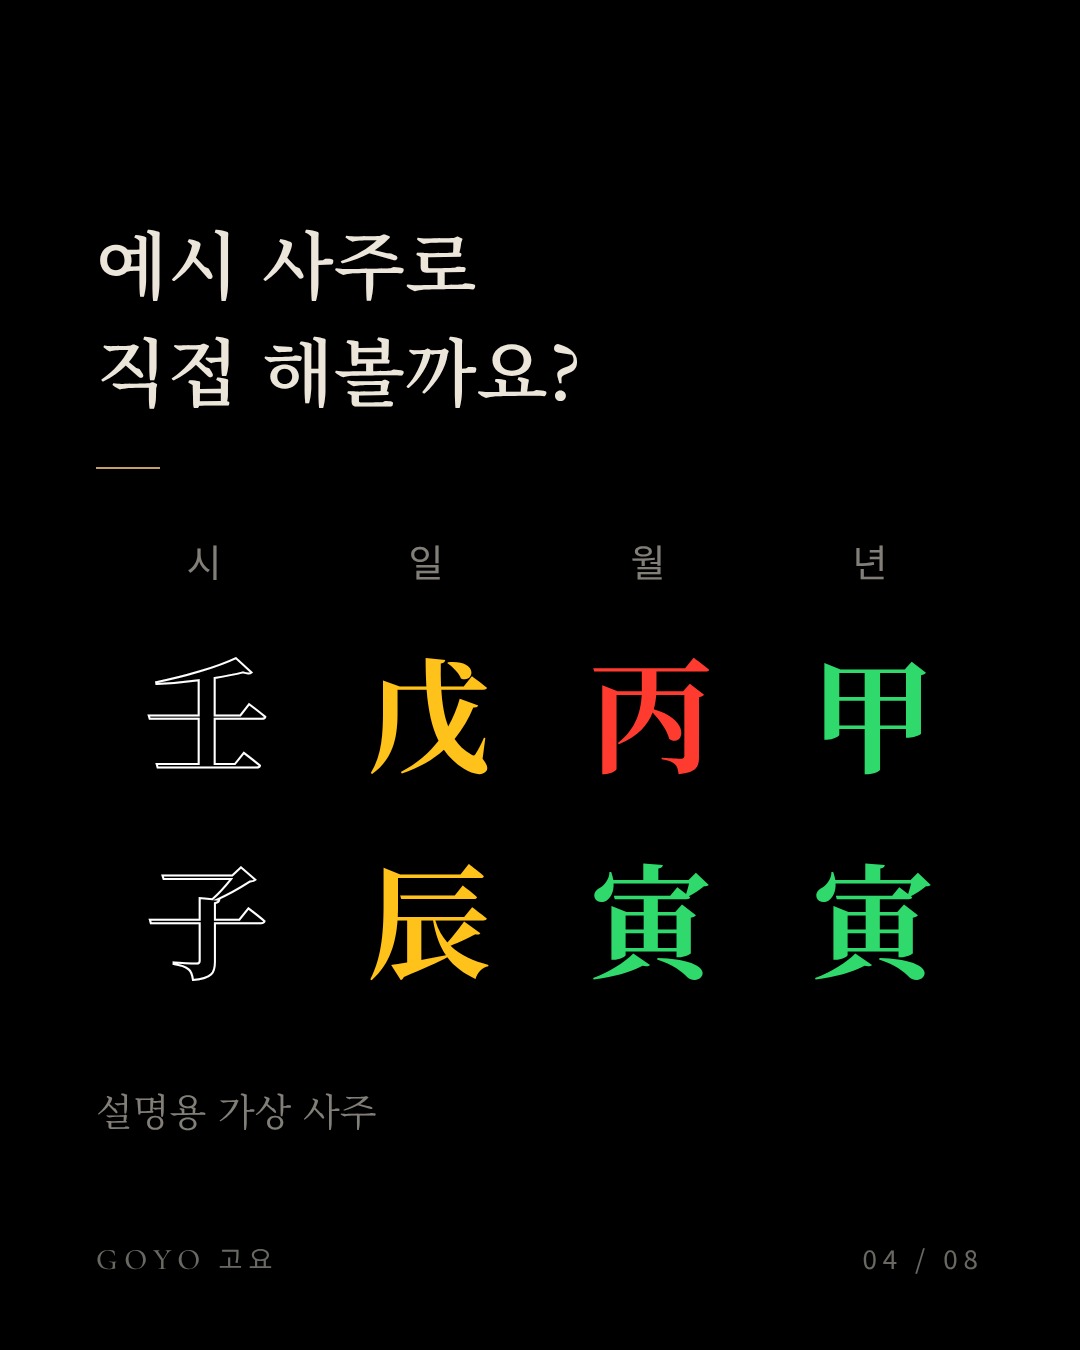 예시 사주로
직접 해볼까요?
시 일 월 년
壬 戊 丙 甲
子 辰 寅 寅
설명용 가상 사주
GOYO 고요
04 / 08